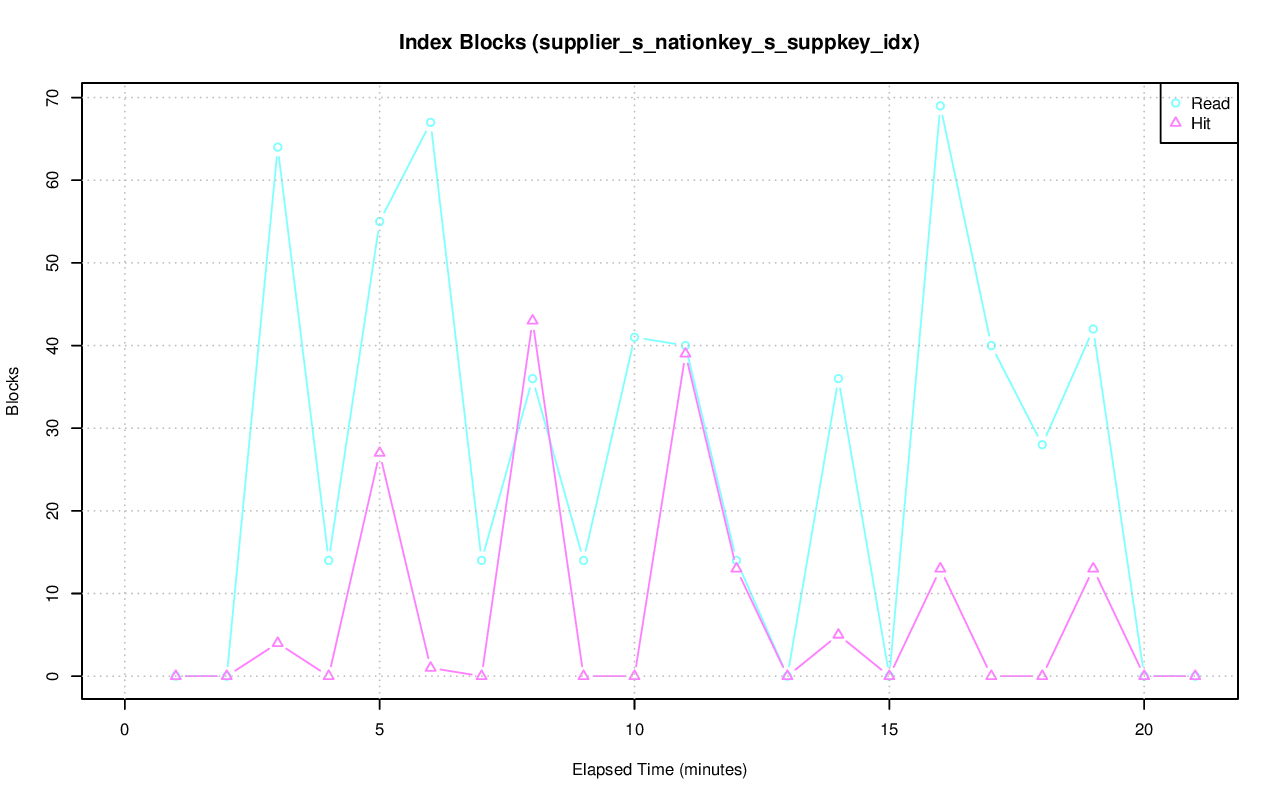 Index Blocks (supplier_s_nationkey_s_suppkey_idx)
Read
Hit
70
60
50
40
30
20
10
0
Blocks
0 5 10 15 20
Elapsed Time (minutes)